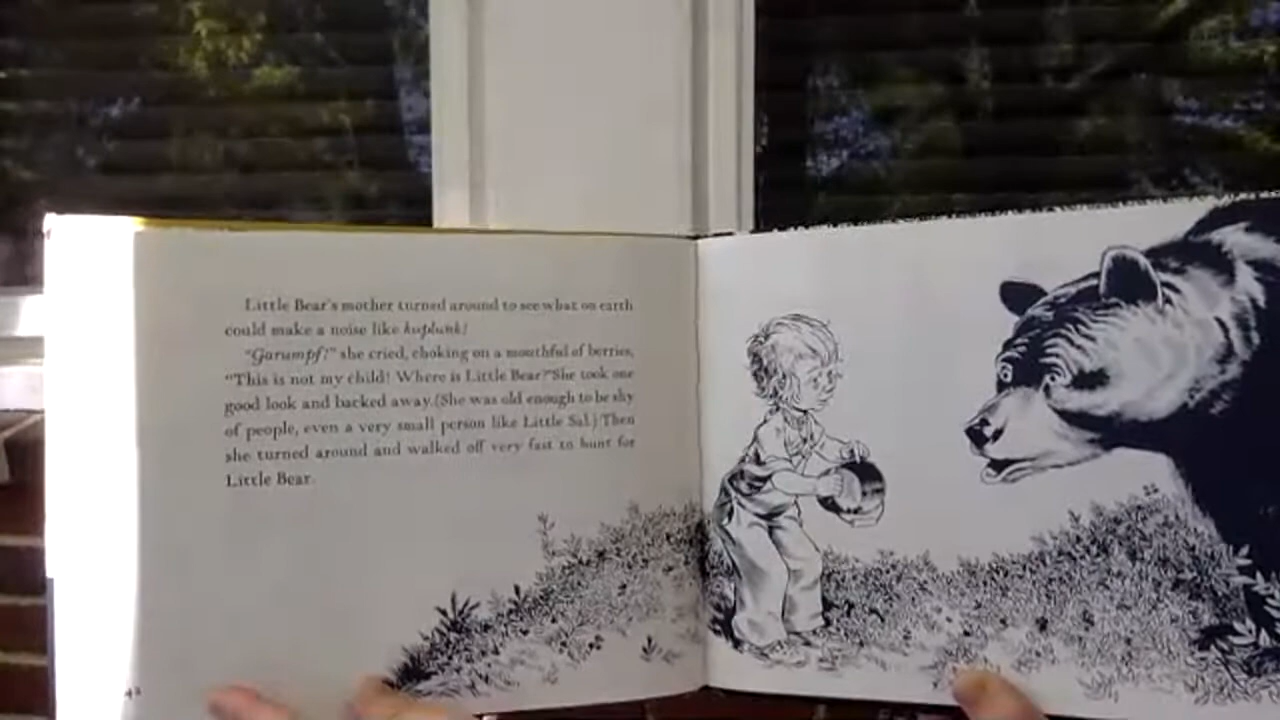 Little Bear's mother turned around to see what on earth
could make a noise like kuplunk!
"Garumpf!" she cried, choking on a mouthful of berries,
"This is not my child! Where is Little Bear?" She took one
good look and backed away. (She was old enough to be shy
of people, even a very small person like Little Sal.) Then
she turned around and walked off very fast to hunt for
Little Bear.
42